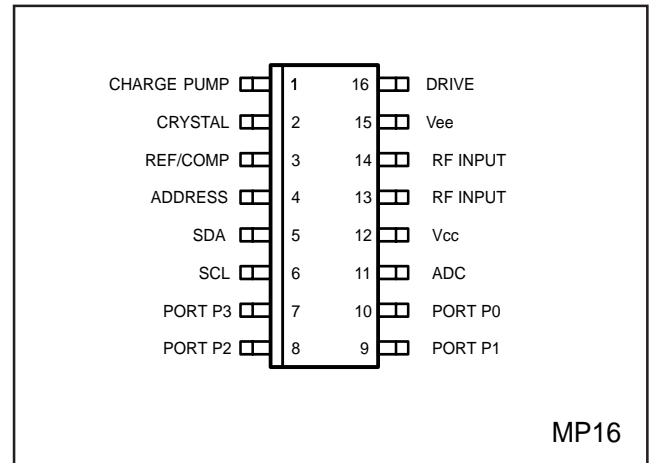 CHARGE PUMP 1 16 DRIVE
CRYSTAL 2 15 Vee
REF/COMP 3 14 RF INPUT
ADDRESS 4 13 RF INPUT
SDA 5 12 Vcc
SCL 6 11 ADC
PORT P3 7 10 PORT P0
PORT P2 8 9 PORT P1
MP16